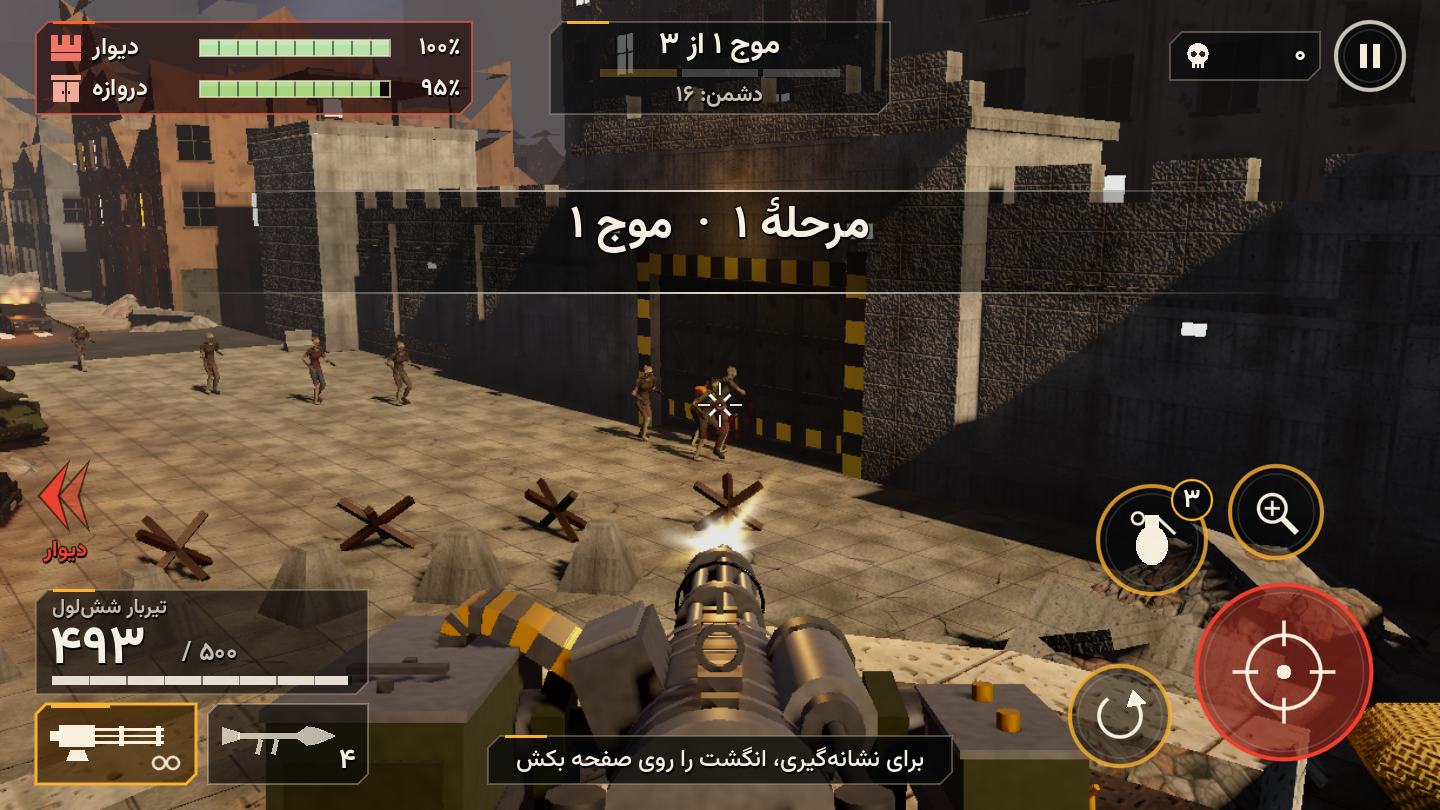 دیوار ۱۰۰٪
دروازه ۹۵٪
موج ۱ از ۳
دشمن: ۱۶
۰
مرحلهٔ ۱ · موج ۱
دیوار
۳
تیربار شش‌لول
۴۹۳ / ۵۰۰
∞
۴
برای نشانه‌گیری، انگشت را روی صفحه بکش